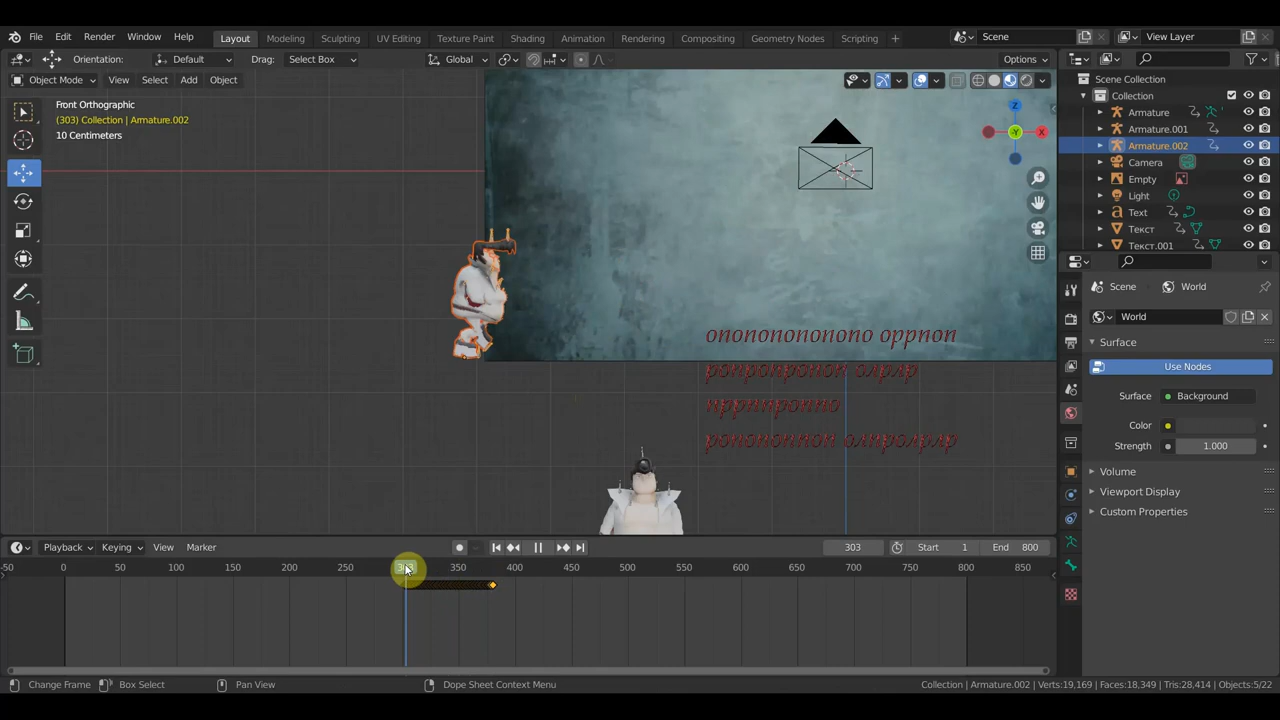 File Edit Render Window Help Layout Modeling Sculpting UV Editing Texture Paint Shading Animation Rendering Compositing Geometry Nodes Scripting + Scene View Layer
Orientation: Default Drag: Select Box Global Options
Object Mode View Select Add Object
Front Orthographic
(303) Collection | Armature.002
10 Centimeters
Z
X
-Y
Scene Collection
Collection
Armature
Armature.001
Armature.002
Camera
Empty
Light
Text
Текст
Текст.001
Scene World
World
Surface
Use Nodes
Surface Background
Color
Strength 1.000
Volume
Viewport Display
Custom Properties
опопопопопопо оррпоп
Playback Keying View Marker 303 Start 1 End 800
-50 0 50 100 150 200 250 303 350 400 450 500 550 600 650 700 750 800 850
Change Frame Box Select Pan View Dope Sheet Context Menu Collection | Armature.002 | Verts:19,169 | Faces:18,349 | Tris:28,414 | Objects:5/22